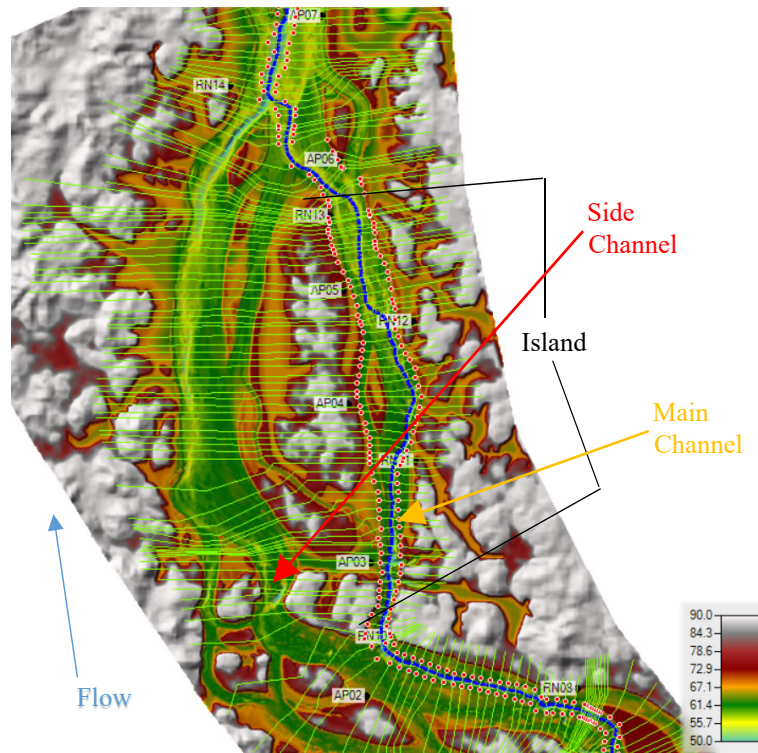 AP07
RN14
AP06
RN13
Side
Channel
AP05
RN12
Island
AP04
Main
Channel
AP03
90.0
84.3
78.6
72.9
67.1
61.4
55.7
50.0
Flow
AP02
RN08